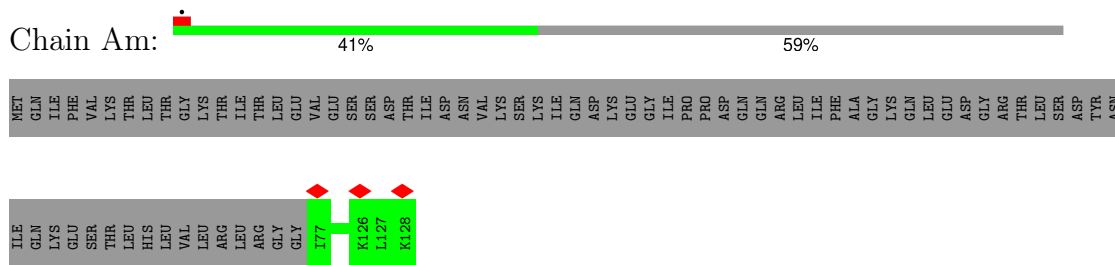 Chain Am:
•
41%
59%
MET GLN ILE PHE VAL LYS THR LEU THR GLY LYS THR ILE THR LEU GLU VAL GLU SER SER ASP THR ILE ASP ASN VAL LYS SER LYS ILE GLN ASP LYS GLU GLY ILE PRO PRO ASP GLN GLN ARG LEU ILE PHE ALA GLY LYS GLN LEU GLU ASP GLY ARG THR LEU SER ASP TYR ASN
ILE GLN LYS GLU SER THR LEU HIS LEU VAL LEU ARG LEU ARG GLY GLY I77 K126 L127 K128